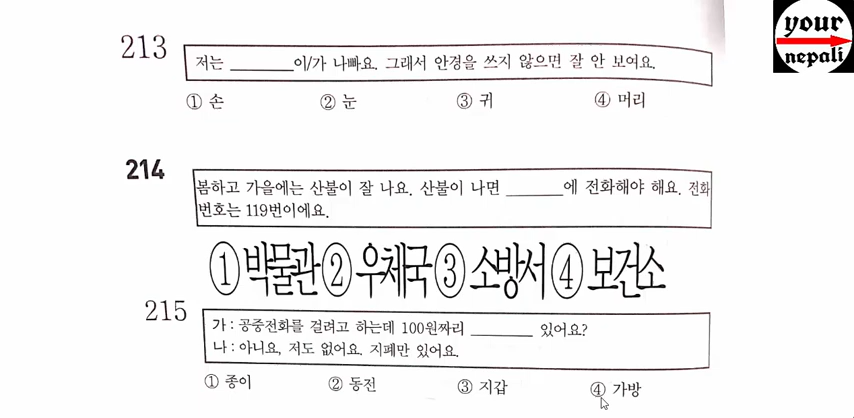 your
nepali
213
저는 ________이/가 나빠요. 그래서 안경을 쓰지 않으면 잘 안 보여요.
① 손 ② 눈 ③ 귀 ④ 머리
214
봄하고 가을에는 산불이 잘 나요. 산불이 나면 _______에 전화해야 해요. 전화
번호는 119번이에요.
① 박물관 ② 우체국 ③ 소방서 ④ 보건소
215
가 : 공중전화를 걸려고 하는데 100원짜리 ________ 있어요?
나 : 아니요, 저도 없어요. 지폐만 있어요.
① 종이 ② 동전 ③ 지갑 ④ 가방